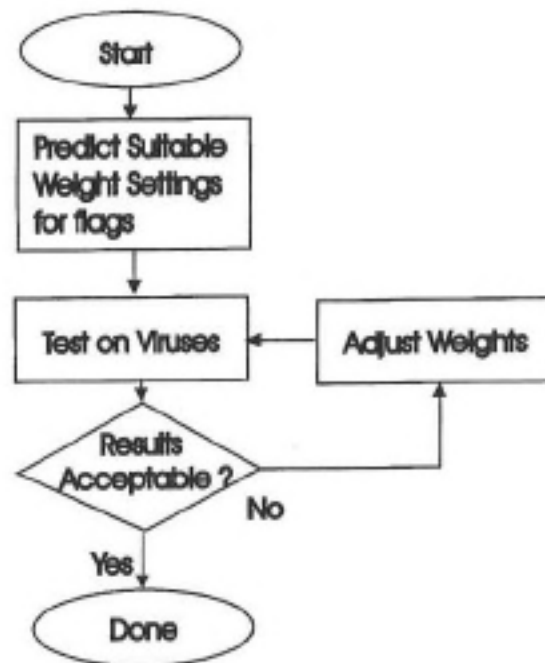 Start
Predict Suitable
Weight Settings
for flags
Test on Viruses
Adjust Weights
Results
Acceptable ?
No
Yes
Done